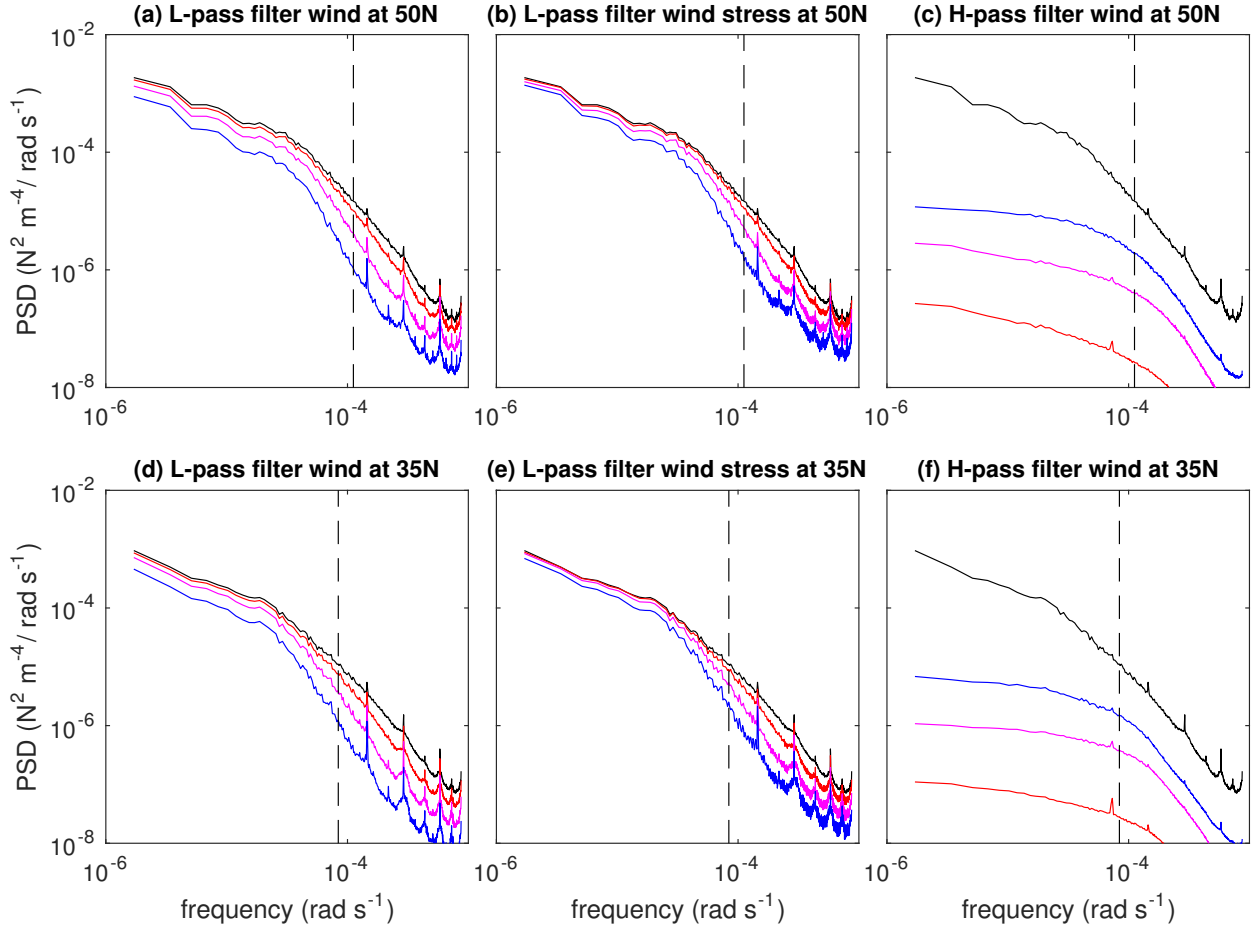 (a) L-pass filter wind at 50N
(b) L-pass filter wind stress at 50N
(c) H-pass filter wind at 50N
PSD (N² m⁻⁴/ rad s⁻¹)
10⁻²
10⁻⁴
10⁻⁶
10⁻⁸
10⁻⁶
10⁻⁴
10⁻⁶
10⁻⁴
10⁻⁶
10⁻⁴
(d) L-pass filter wind at 35N
(e) L-pass filter wind stress at 35N
(f) H-pass filter wind at 35N
PSD (N² m⁻⁴/ rad s⁻¹)
10⁻²
10⁻⁴
10⁻⁶
10⁻⁸
10⁻⁶
10⁻⁴
10⁻⁶
10⁻⁴
10⁻⁶
10⁻⁴
frequency (rad s⁻¹)
frequency (rad s⁻¹)
frequency (rad s⁻¹)